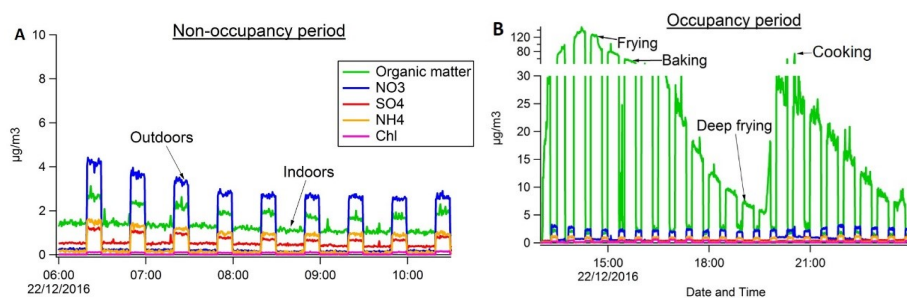 A
Non-occupancy period
10
8
6
4
2
0
µg/m3
Organic matter
NO3
SO4
NH4
Chl
Outdoors
Indoors
06:00
07:00
08:00
09:00
10:00
22/12/2016
B
Occupancy period
120
80
30
25
20
15
10
5
0
µg/m3
Frying
Baking
Cooking
Deep frying
15:00
18:00
21:00
22/12/2016
Date and Time